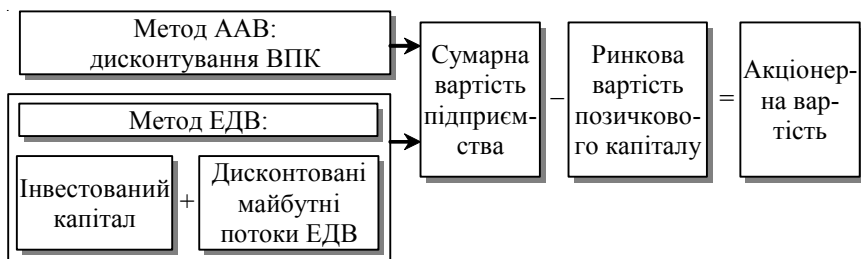 Метод ААВ:
дисконтування ВПК
Метод ЕДВ:
Інвестований
капітал
+
Дисконтовані
майбутні
потоки ЕДВ
Сумарна
вартість
підприєм-
ства
–
Ринкова
вартість
позичково-
го капіталу
=
Акціонер-
на вар-
тість